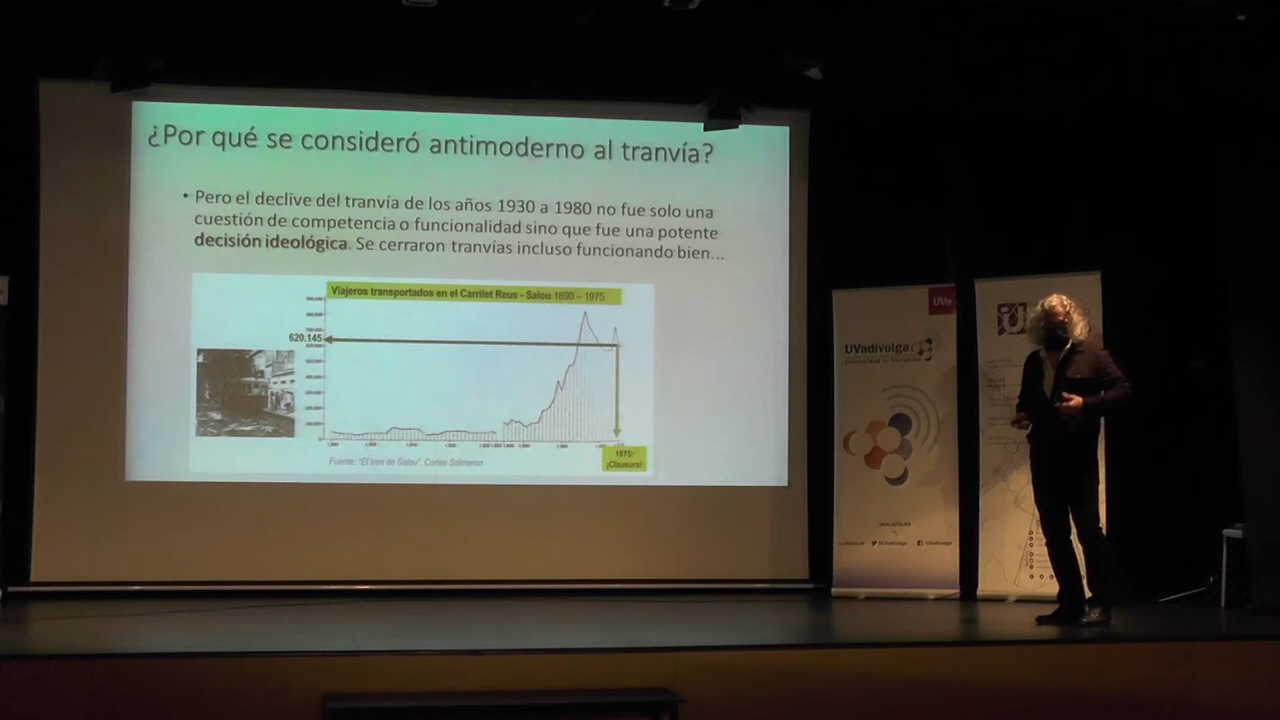 ¿Por qué se consideró antimoderno al tranvía?
• Pero el declive del tranvía de los años 1930 a 1980 no fue solo una
cuestión de competencia o funcionalidad sino que fue una potente
decisión ideológica. Se cerraron tranvías incluso funcionando bien...
Viajeros transportados en el Carrilet Reus - Salou 1890 – 1975
620.145
1975:
¡Clausura!
Fuente: "El tren de Salou". Carles Salmeron
UVa
UVadivulga
@UVadivulga
/UVadivulga